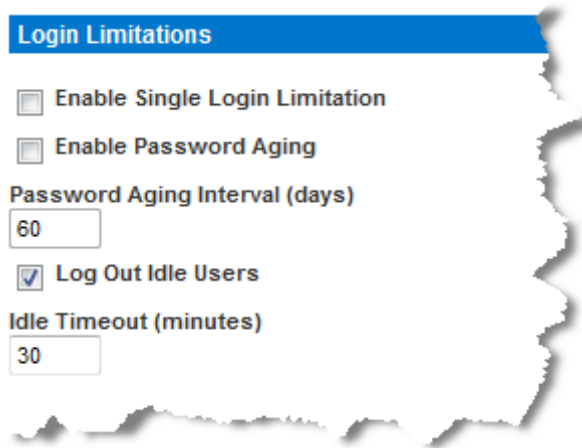 Login Limitations
Enable Single Login Limitation
Enable Password Aging
Password Aging Interval (days)
60
Log Out Idle Users
Idle Timeout (minutes)
30